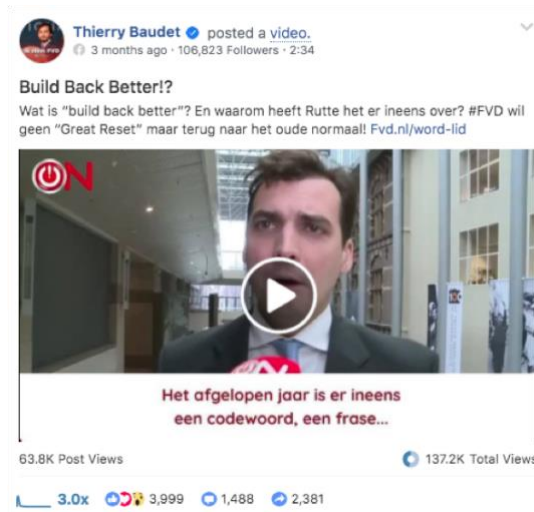 Thierry Baudet posted a video.
3 months ago · 106,823 Followers · 2:34
Build Back Better!?
Wat is "build back better"? En waarom heeft Rutte het er ineens over? #FVD wil
geen "Great Reset" maar terug naar het oude normaal! Fvd.nl/word-lid
ON
Het afgelopen jaar is er ineens
een codewoord, een frase...
63.8K Post Views
137.2K Total Views
3.0x 3,999 1,488 2,381